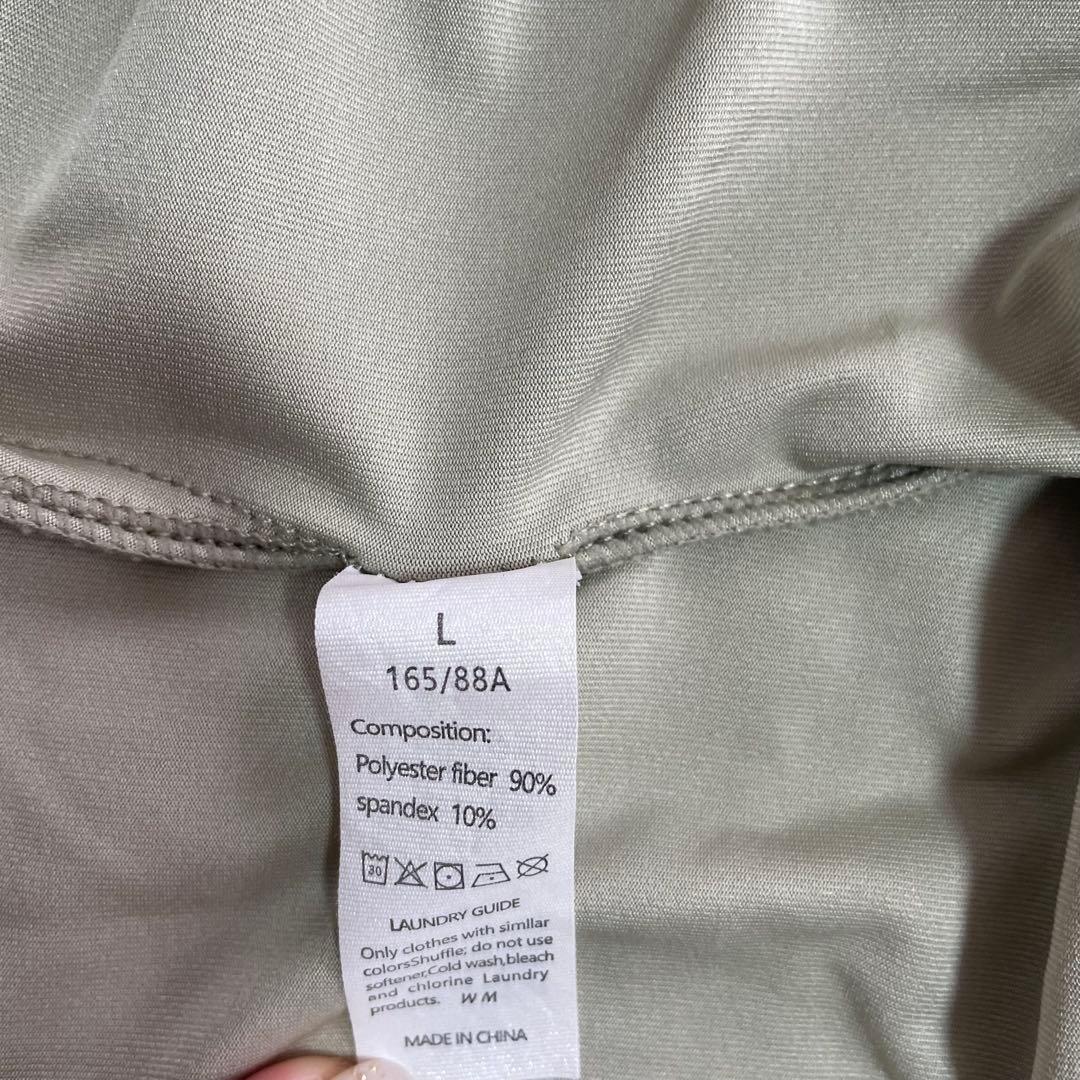 L
165/88A
Composition:
Polyester fiber 90%
spandex 10%
30
LAUNDRY GUIDE
Only clothes with simllar
colorsShuffle; do not use
softener,Cold wash,bleach
and chlorine Laundry
products. W M
MADE IN CHINA